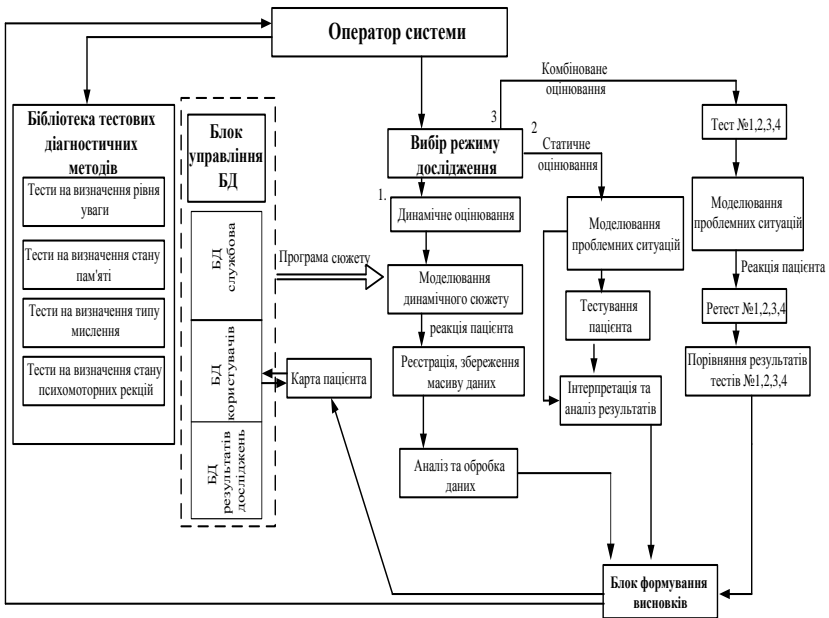 Оператор системи
Комбіноване
оцінювання
3
Бібліотека тестових
діагностичних
методів
Тести на визначення рівня
уваги
Тести на визначення стану
пам'яті
Тести на визначення типу
мислення
Тести на визначення стану
психомоторних рекцій
Блок
управління
БД
БД
службова
БД
користувачів
БД
результатів
досліджень
Програма сюжету
Карта пацієнта
Вибір режиму
дослідження
1.
Динамічне оцінювання
Моделювання
динамічного сюжету
реакція пацієнта
Реєстрація, збереження
масиву даних
Аналіз та обробка
даних
2
Статичне
оцінювання
Моделювання
проблемних ситуацій
Тестування
пацієнта
Інтерпретація та
аналіз результатів
Тест №1,2,3,4
Моделювання
проблемних ситуацій
Реакція пацієнта
Ретест №1,2,3,4
Порівняння результатів
тестів №1,2,3,4
Блок формування
висновків